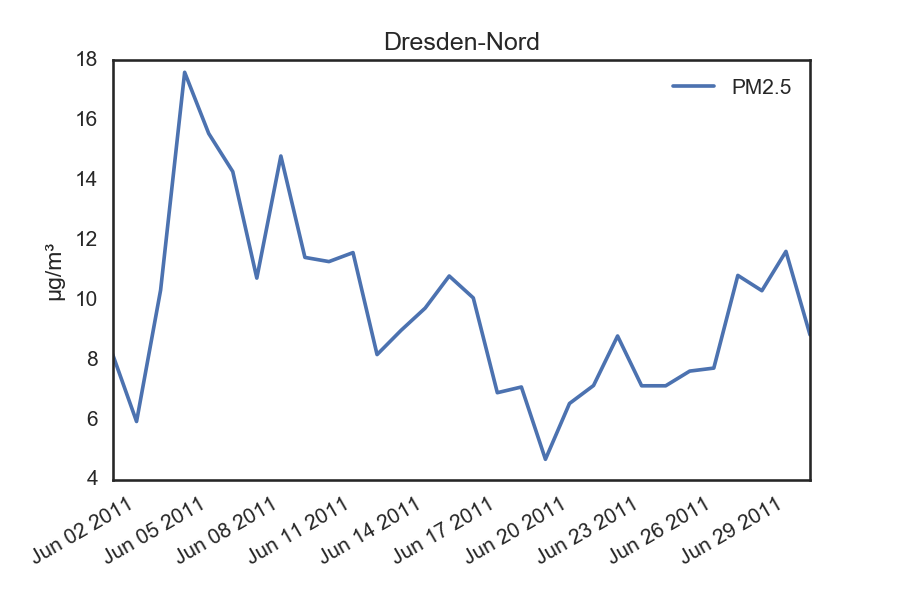 Dresden-Nord
PM2.5
µg/m³
18
16
14
12
10
8
6
4
Jun 02 2011
Jun 05 2011
Jun 08 2011
Jun 11 2011
Jun 14 2011
Jun 17 2011
Jun 20 2011
Jun 23 2011
Jun 26 2011
Jun 29 2011